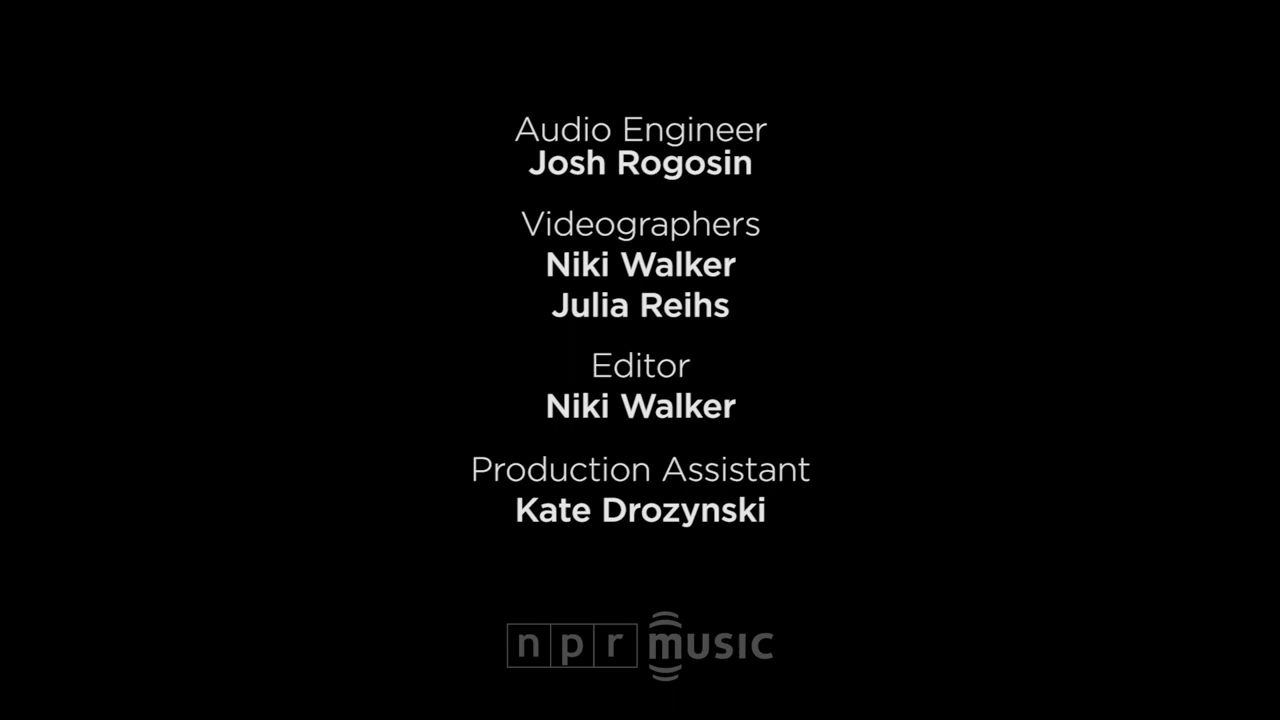 Audio Engineer
Josh Rogosin
Videographers
Niki Walker
Julia Reihs
Editor
Niki Walker
Production Assistant
Kate Drozynski
npr music